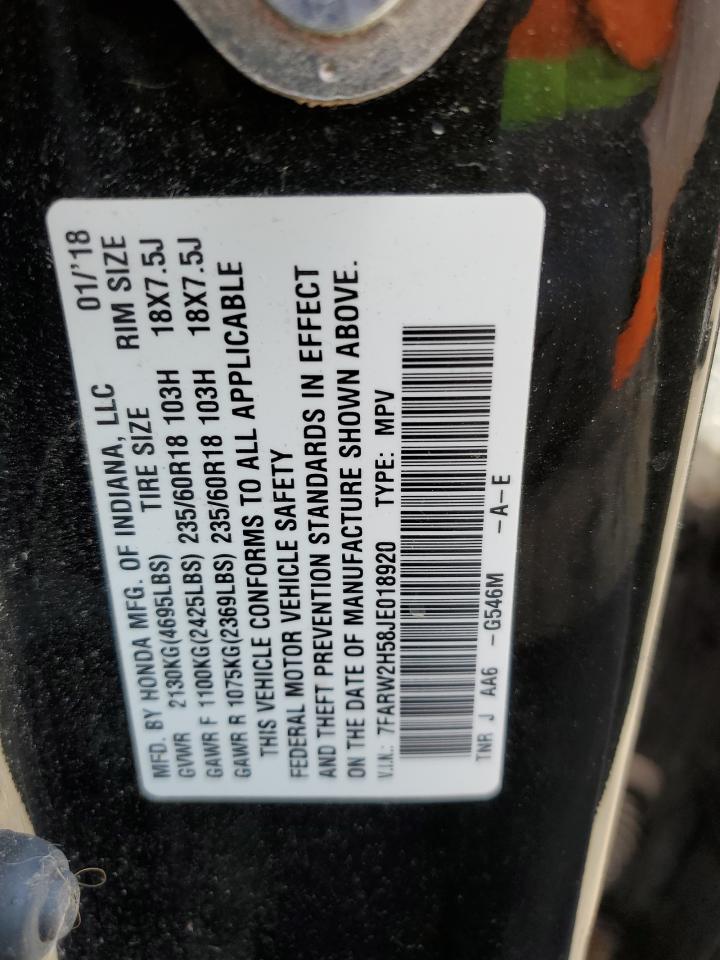 MFD. BY HONDA MFG. OF INDIANA, LLC 01/'18
TIRE SIZE RIM SIZE
GVWR 2130KG(4695LBS)
GAWR F 1100KG(2425LBS) 235/60R18 103H 18X7.5J
GAWR R 1075KG(2369LBS) 235/60R18 103H 18X7.5J
THIS VEHICLE CONFORMS TO ALL APPLICABLE
FEDERAL MOTOR VEHICLE SAFETY
AND THEFT PREVENTION STANDARDS IN EFFECT
ON THE DATE OF MANUFACTURE SHOWN ABOVE.
V.I.N.: 7FARW2H58JE018920 TYPE: MPV
TNR J AA6 -G546M -A-E